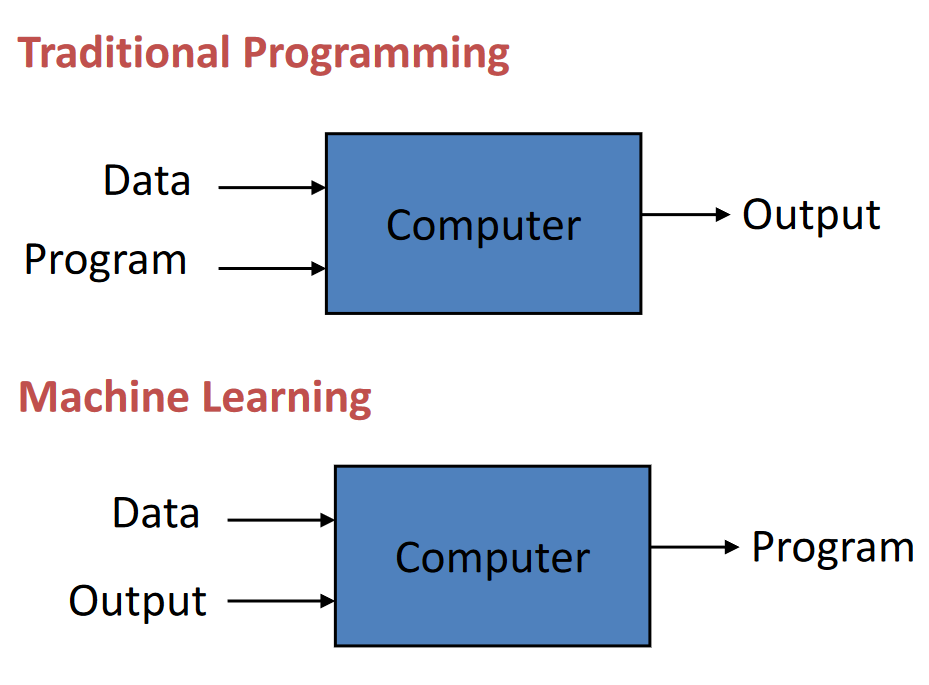 Traditional Programming
Data
Program
Computer
Output
Machine Learning
Data
Output
Computer
Program